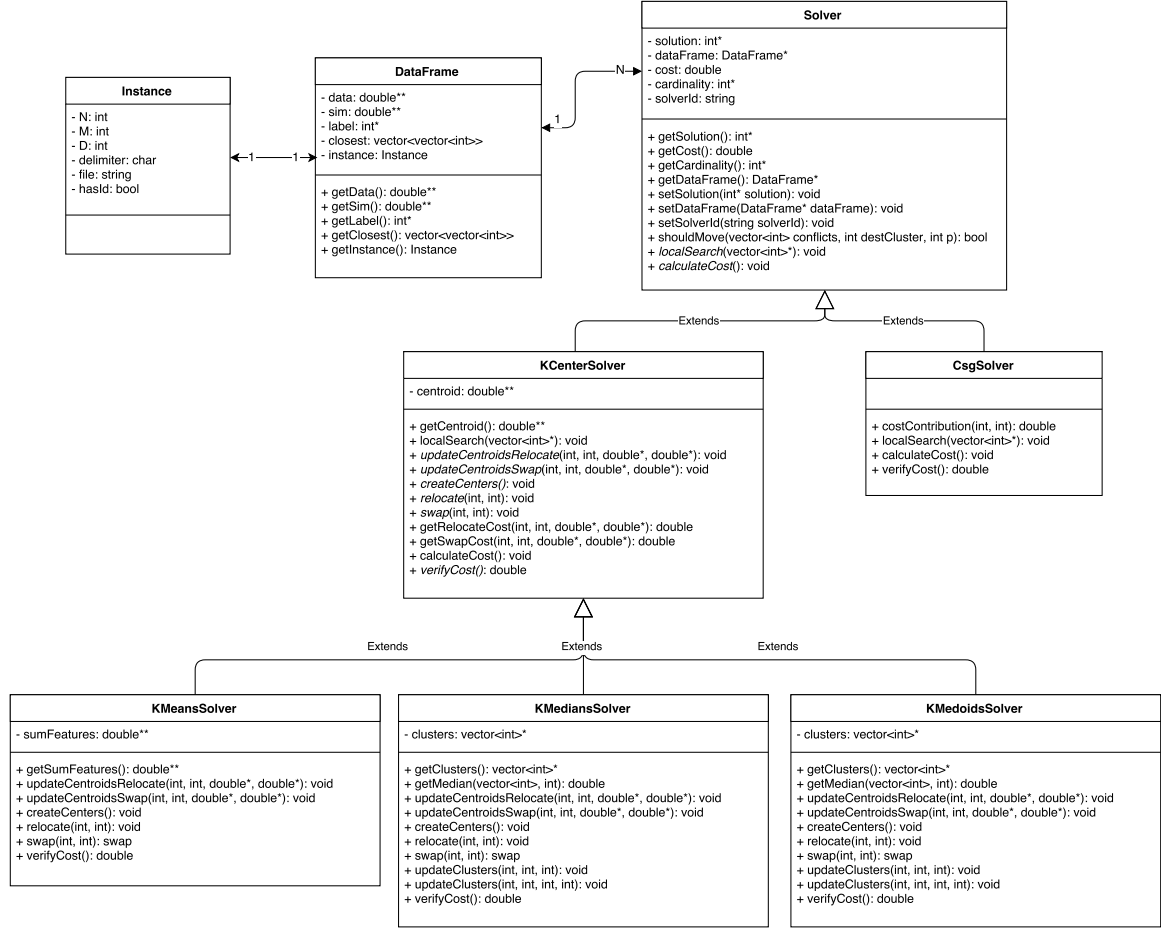 Solver
- solution: int*
- dataFrame: DataFrame*
- cost: double
- cardinality: int*
- solverId: string
+ getSolution(): int*
+ getCost(): double
+ getCardinality(): int*
+ getDataFrame(): DataFrame*
+ setSolution(int* solution): void
+ setDataFrame(DataFrame* dataFrame): void
+ setSolverId(string solverId): void
+ shouldMove(vector<int> conflicts, int destCluster, int p): bool
+ localSearch(vector<int>*): void
+ calculateCost(): void
N
1
DataFrame
- data: double**
- sim: double**
- label: int*
- closest: vector<vector<int>>
- instance: Instance
+ getData(): double**
+ getSim(): double**
+ getLabel(): int*
+ getClosest(): vector<vector<int>>
+ getInstance(): Instance
1
1
Instance
- N: int
- M: int
- D: int
- delimiter: char
- file: string
- hasId: bool
Extends
Extends
KCenterSolver
- centroid: double**
+ getCentroid(): double**
+ localSearch(vector<int>*): void
+ updateCentroidsRelocate(int, int, double*, double*): void
+ updateCentroidsSwap(int, int, double*, double*): void
+ createCenters(): void
+ relocate(int, int): void
+ swap(int, int): void
+ getRelocateCost(int, int, double*, double*): double
+ getSwapCost(int, int, double*, double*): double
+ calculateCost(): void
+ verifyCost(): double
CsgSolver
+ costContribution(int, int): double
+ localSearch(vector<int>*): void
+ calculateCost(): void
+ verifyCost(): double
Extends
Extends
Extends
KMeansSolver
- sumFeatures: double**
+ getSumFeatures(): double**
+ updateCentroidsRelocate(int, int, double*, double*): void
+ updateCentroidsSwap(int, int, double*, double*): void
+ createCenters(): void
+ relocate(int, int): void
+ swap(int, int): swap
+ verifyCost(): double
KMediansSolver
- clusters: vector<int>*
+ getClusters(): vector<int>*
+ getMedian(vector<int>, int): double
+ updateCentroidsRelocate(int, int, double*, double*): void
+ updateCentroidsSwap(int, int, double*, double*): void
+ createCenters(): void
+ relocate(int, int): void
+ swap(int, int): swap
+ updateClusters(int, int, int): void
+ updateClusters(int, int, int, int): void
+ verifyCost(): double
KMedoidsSolver
- clusters: vector<int>*
+ getClusters(): vector<int>*
+ getMedian(vector<int>, int): double
+ updateCentroidsRelocate(int, int, double*, double*): void
+ updateCentroidsSwap(int, int, double*, double*): void
+ createCenters(): void
+ relocate(int, int): void
+ swap(int, int): swap
+ updateClusters(int, int, int): void
+ updateClusters(int, int, int, int): void
+ verifyCost(): double